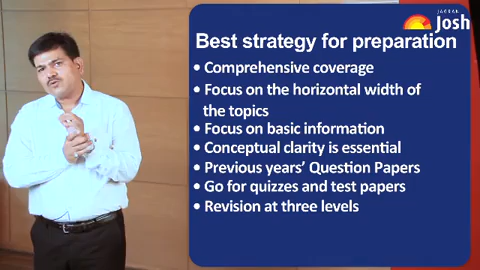 JAGRAN
Josh
Best strategy for preparation
• Comprehensive coverage
• Focus on the horizontal width of
the topics
• Focus on basic information
• Conceptual clarity is essential
• Previous years' Question Papers
• Go for quizzes and test papers
• Revision at three levels